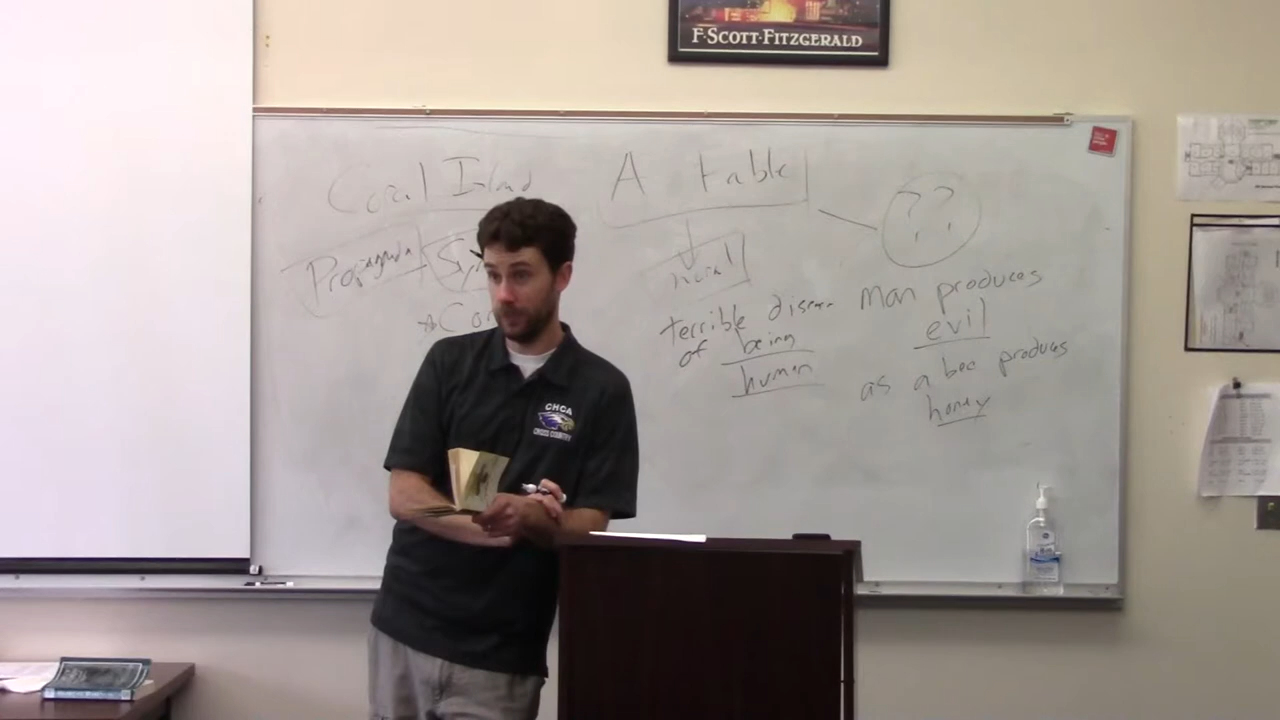 F·SCOTT·FITZGERALD
Coral Island
A fable
??
Propaganda
moral
terrible disease
of being
human
man produces
evil
as a bee produces
honey
CHCA
CROSS COUNTRY